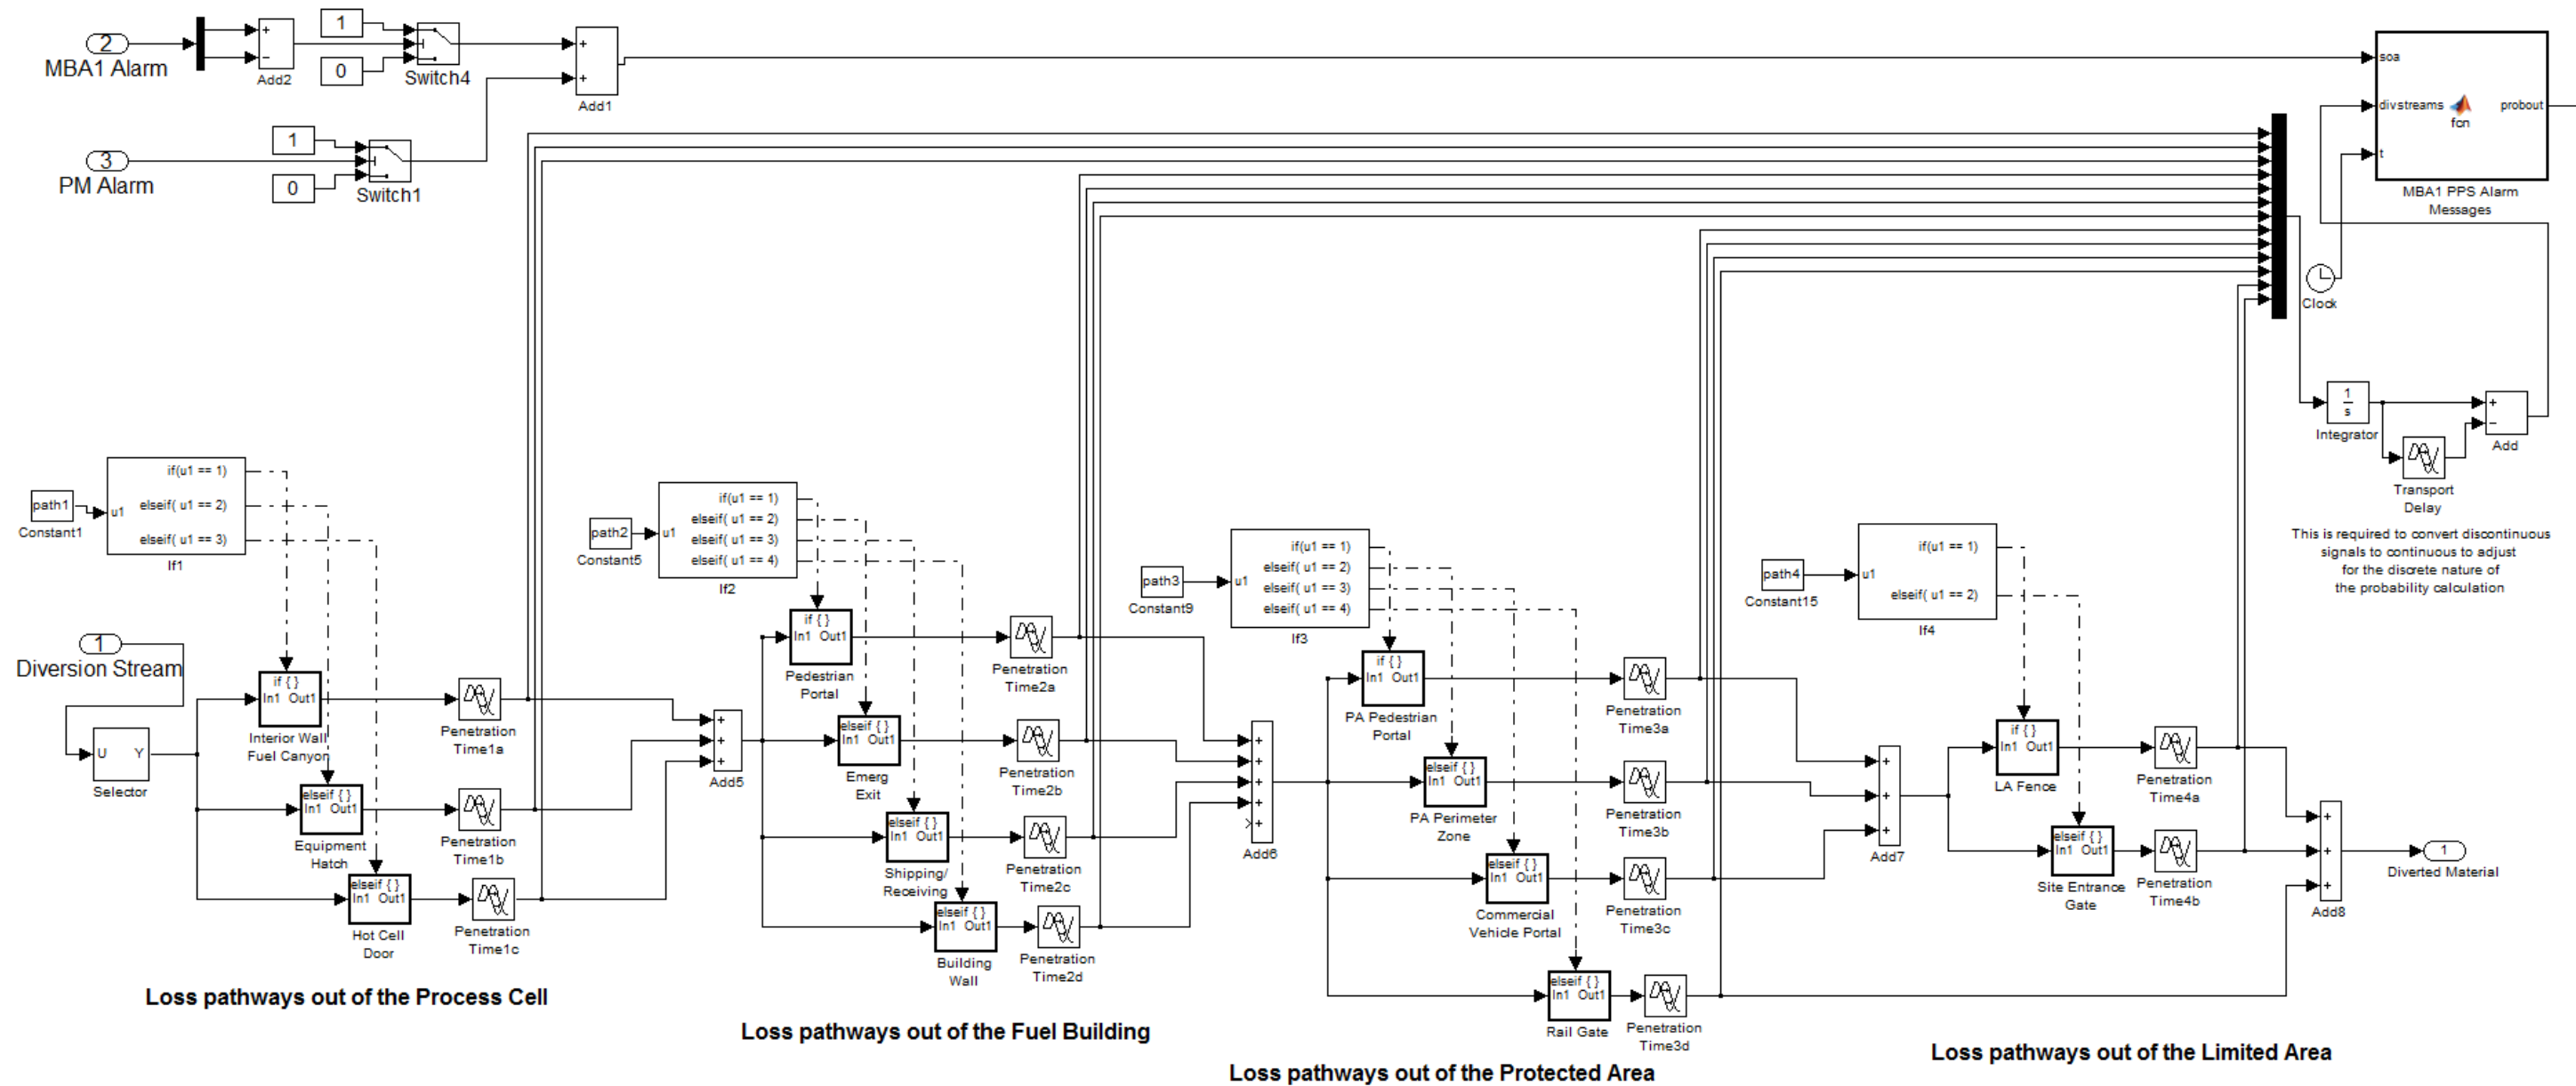 2
MBA1 Alarm
+
−
Add2
1
0
Switch4
+
+
Add1
3
PM Alarm
1
0
Switch1
soa
divstreams
t
fcn
probout
MBA1 PPS Alarm
Messages
Clock
1
s
Integrator
Transport
Delay
+
−
Add
This is required to convert discontinuous
signals to continuous to adjust
for the discrete nature of
the probability calculation
path1
Constant1
u1
if(u1 == 1)
elseif( u1 == 2)
elseif( u1 == 3)
If1
1
Diversion Stream
U Y
Selector
if { }
In1 Out1
Interior Wall
Fuel Canyon
elseif { }
In1 Out1
Equipment
Hatch
elseif { }
In1 Out1
Hot Cell
Door
Penetration
Time1a
Penetration
Time1b
Penetration
Time1c
+
+
+
Add5
Loss pathways out of the Process Cell
path2
Constant5
u1
if(u1 == 1)
elseif( u1 == 2)
elseif( u1 == 3)
elseif( u1 == 4)
If2
if { }
In1 Out1
Pedestrian
Portal
elseif { }
In1 Out1
Emerg
Exit
elseif { }
In1 Out1
Shipping/
Receiving
elseif { }
In1 Out1
Building
Wall
Penetration
Time2a
Penetration
Time2b
Penetration
Time2c
Penetration
Time2d
+
+
+
+
+
Add6
Loss pathways out of the Fuel Building
path3
Constant9
u1
if(u1 == 1)
elseif( u1 == 2)
elseif( u1 == 3)
elseif( u1 == 4)
If3
if { }
In1 Out1
PA Pedestrian
Portal
elseif { }
In1 Out1
PA Perimeter
Zone
elseif { }
In1 Out1
Commercial
Vehicle Portal
elseif { }
In1 Out1
Rail Gate
Penetration
Time3a
Penetration
Time3b
Penetration
Time3c
Penetration
Time3d
+
+
+
Add7
Loss pathways out of the Protected Area
path4
Constant15
u1
if(u1 == 1)
elseif( u1 == 2)
If4
if { }
In1 Out1
LA Fence
elseif { }
In1 Out1
Site Entrance
Gate
Penetration
Time4a
Penetration
Time4b
+
+
+
Add8
1
Diverted Material
Loss pathways out of the Limited Area